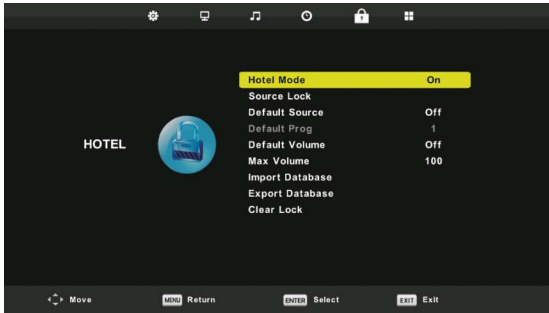 Hotel Mode On
Source Lock
Default Source Off
Default Prog 1
HOTEL
Default Volume Off
Max Volume 100
Import Database
Export Database
Clear Lock
Move MENU Return ENTER Select EXIT Exit